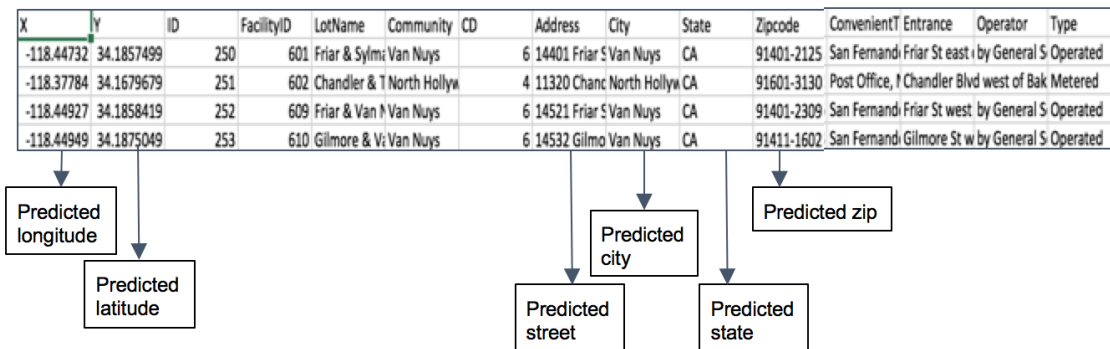 X Y ID FacilityID LotName Community CD Address City State Zipcode ConvenientT Entrance Operator Type
-118.44732 34.1857499 250 601 Friar & Sylma Van Nuys 6 14401 Friar S Van Nuys CA 91401-2125 San Fernand Friar St east by General S Operated
-118.37784 34.1679679 251 602 Chandler & T North Hollyw 4 11320 Chanc North Hollyw CA 91601-3130 Post Office, N Chandler Blvd west of Bak Metered
-118.44927 34.1858419 252 609 Friar & Van N Van Nuys 6 14521 Friar S Van Nuys CA 91401-2309 San Fernand Friar St west by General S Operated
-118.44949 34.1875049 253 610 Gilmore & Va Van Nuys 6 14532 Gilmo Van Nuys CA 91411-1602 San Fernand Gilmore St w by General S Operated
Predicted
longitude
Predicted
latitude
Predicted
street
Predicted
city
Predicted
state
Predicted zip